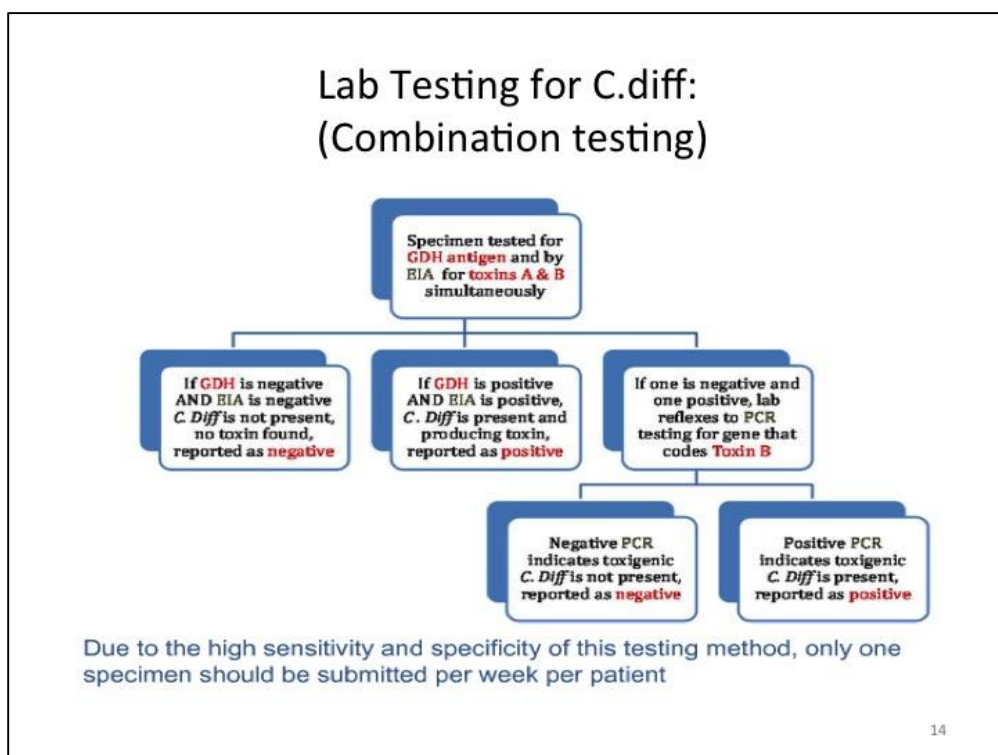 Lab Testing for C.diff:
(Combination testing)
Specimen tested for
GDH antigen and by
EIA for toxins A & B
simultaneously
If GDH is negative
AND EIA is negative
C. Diff is not present,
no toxin found,
reported as negative
If GDH is positive
AND EIA is positive,
C. Diff is present and
producing toxin,
reported as positive
If one is negative and
one positive, lab
reflexes to PCR
testing for gene that
codes Toxin B
Negative PCR
indicates toxigenic
C. Diff is not present,
reported as negative
Positive PCR
indicates toxigenic
C. Diff is present,
reported as positive
Due to the high sensitivity and specificity of this testing method, only one
specimen should be submitted per week per patient
14